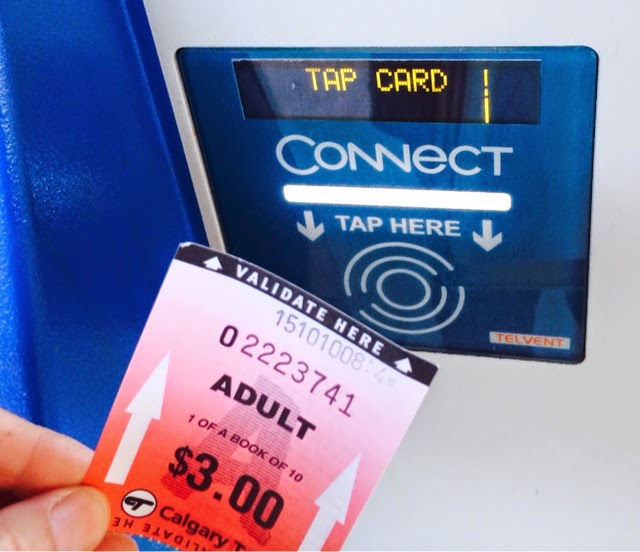 TAP CARD
CONNECT
TAP HERE
TELVENT
VALIDATE HERE
15101008:4*
02223741
ADULT
1 OF A BOOK OF 10
$3.00
Calgary T